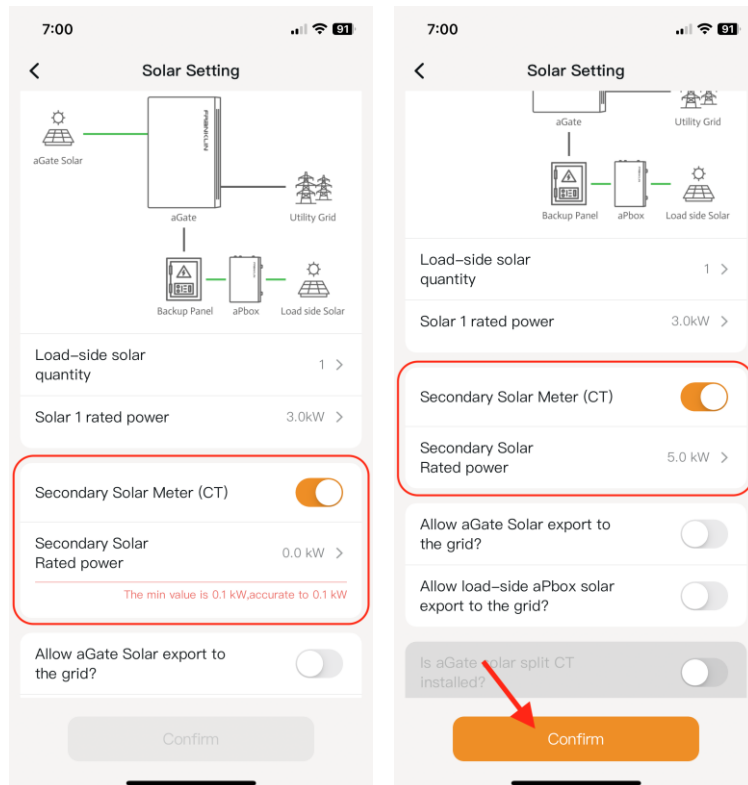 7:00
91
Solar Setting
aGate Solar
FRANKLIN
aGate
Utility Grid
Backup Panel
aPbox
Load side Solar
Load-side solar
quantity
1
Solar 1 rated power
3.0kW
Secondary Solar Meter (CT)
Secondary Solar
Rated power
0.0 kW
The min value is 0.1 kW,accurate to 0.1 kW
Allow aGate Solar export to
the grid?
Confirm
7:00
91
Solar Setting
aGate
Utility Grid
Backup Panel
aPbox
Load side Solar
Load-side solar
quantity
1
Solar 1 rated power
3.0kW
Secondary Solar Meter (CT)
Secondary Solar
Rated power
5.0 kW
Allow aGate Solar export to
the grid?
Allow load-side aPbox solar
export to the grid?
Is aGate solar split CT
installed?
Confirm